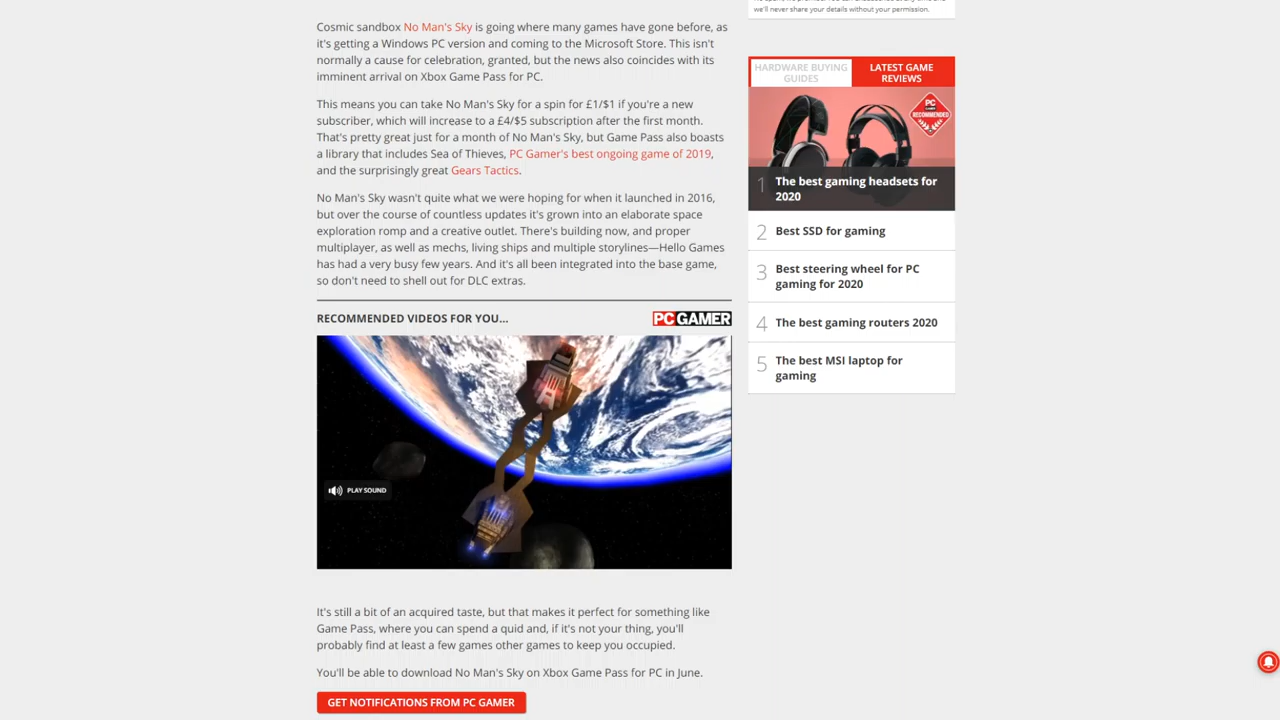 Cosmic sandbox No Man's Sky is going where many games have gone before, as
it's getting a Windows PC version and coming to the Microsoft Store. This isn't
normally a cause for celebration, granted, but the news also coincides with its
imminent arrival on Xbox Game Pass for PC.
This means you can take No Man's Sky for a spin for £1/$1 if you're a new
subscriber, which will increase to a £4/$5 subscription after the first month.
That's pretty great just for a month of No Man's Sky, but Game Pass also boasts
a library that includes Sea of Thieves, PC Gamer's best ongoing game of 2019,
and the surprisingly great Gears Tactics.
No Man's Sky wasn't quite what we were hoping for when it launched in 2016,
but over the course of countless updates it's grown into an elaborate space
exploration romp and a creative outlet. There's building now, and proper
multiplayer, as well as mechs, living ships and multiple storylines—Hello Games
has had a very busy few years. And it's all been integrated into the base game,
so don't need to shell out for DLC extras.
RECOMMENDED VIDEOS FOR YOU...
PC GAMER
PLAY SOUND
It's still a bit of an acquired taste, but that makes it perfect for something like
Game Pass, where you can spend a quid and, if it's not your thing, you'll
probably find at least a few games other games to keep you occupied.
You'll be able to download No Man's Sky on Xbox Game Pass for PC in June.
GET NOTIFICATIONS FROM PC GAMER
we'll never share your details without your permission.
HARDWARE BUYING
GUIDES
LATEST GAME
REVIEWS
PC
GAMER
RECOMMENDED
1 The best gaming headsets for
2020
2 Best SSD for gaming
3 Best steering wheel for PC
gaming for 2020
4 The best gaming routers 2020
5 The best MSI laptop for
gaming